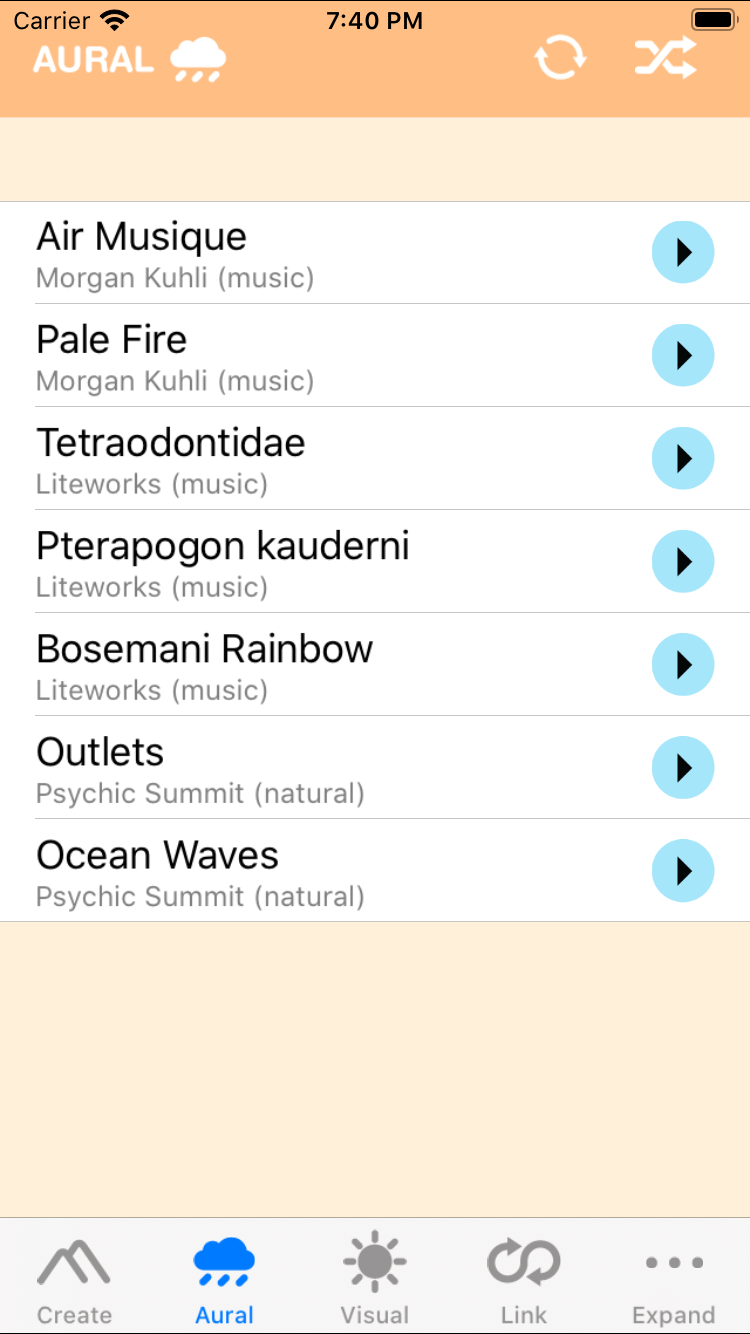 Carrier 7:40 PM
AURAL
Air Musique
Morgan Kuhli (music)
Pale Fire
Morgan Kuhli (music)
Tetraodontidae
Liteworks (music)
Pterapogon kauderni
Liteworks (music)
Bosemani Rainbow
Liteworks (music)
Outlets
Psychic Summit (natural)
Ocean Waves
Psychic Summit (natural)
Create Aural Visual Link Expand